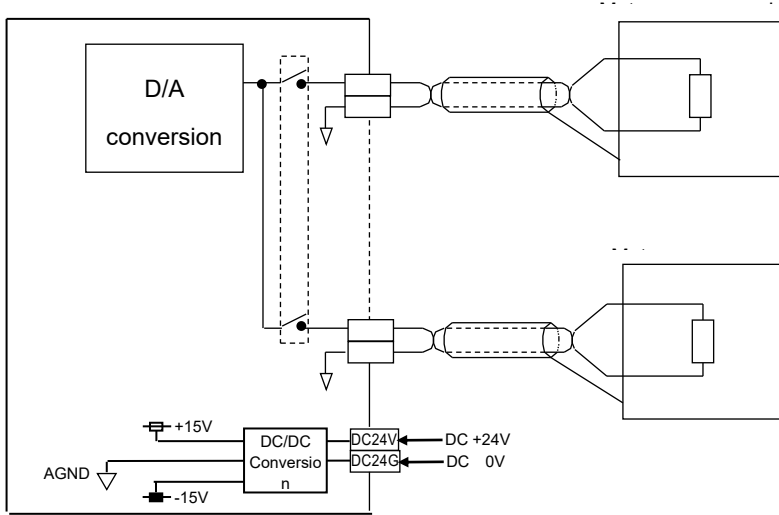 D/A
conversion
+15V
DC/DC
Conversio
n
DC24V
DC +24V
DC24G
DC 0V
AGND
-15V